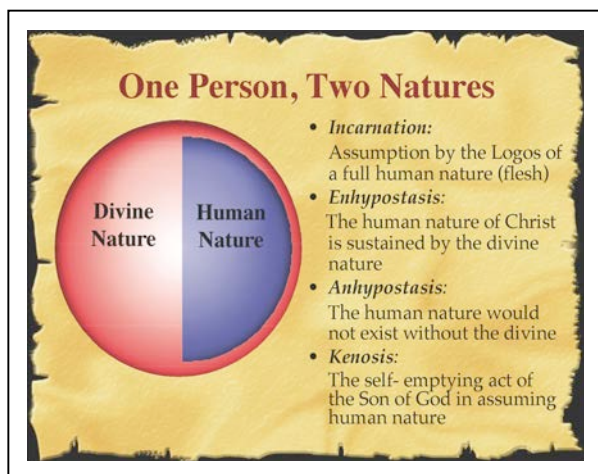 One Person, Two Natures
Divine
Nature
Human
Nature
• Incarnation:
Assumption by the Logos of
a full human nature (flesh)
• Enhypostasis:
The human nature of Christ
is sustained by the divine
nature
• Anhypostasis:
The human nature would
not exist without the divine
• Kenosis:
The self- emptying act of
the Son of God in assuming
human nature